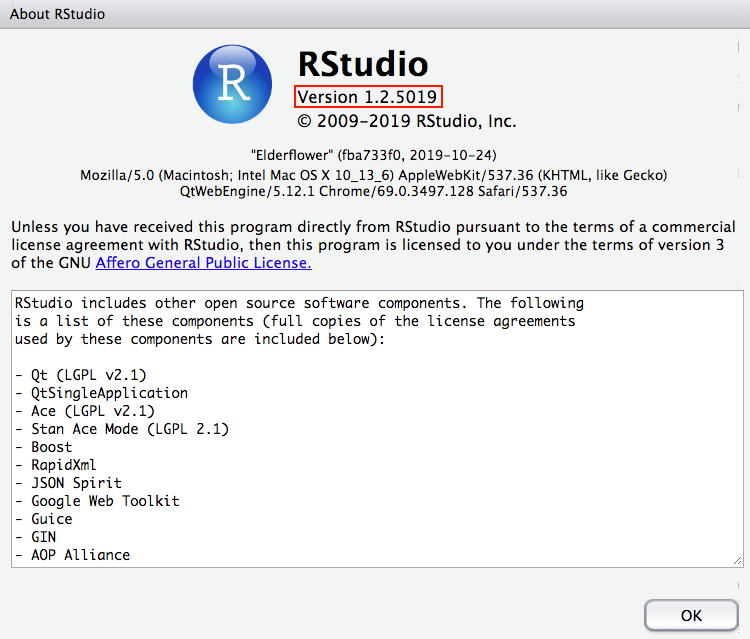 About RStudio
R
RStudio
Version 1.2.5019
© 2009-2019 RStudio, Inc.
"Elderflower" (fba733f0, 2019-10-24)
Mozilla/5.0 (Macintosh; Intel Mac OS X 10_13_6) AppleWebKit/537.36 (KHTML, like Gecko)
QtWebEngine/5.12.1 Chrome/69.0.3497.128 Safari/537.36
Unless you have received this program directly from RStudio pursuant to the terms of a commercial
license agreement with RStudio, then this program is licensed to you under the terms of version 3
of the GNU Affero General Public License.
RStudio includes other open source software components. The following
is a list of these components (full copies of the license agreements
used by these components are included below):
- Qt (LGPL v2.1)
- QtSingleApplication
- Ace (LGPL v2.1)
- Stan Ace Mode (LGPL 2.1)
- Boost
- RapidXml
- JSON Spirit
- Google Web Toolkit
- Guice
- GIN
- AOP Alliance
OK